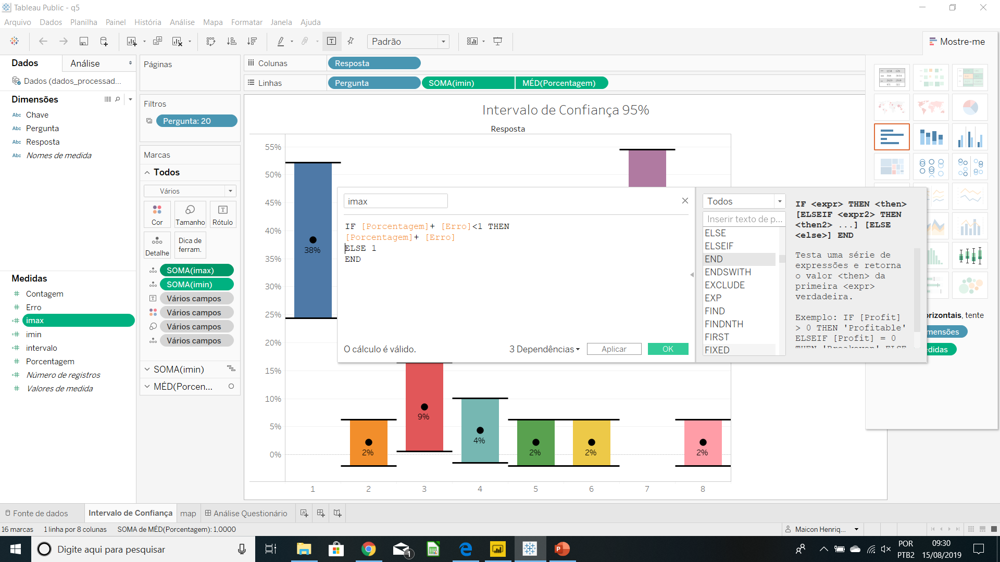 Tableau Public - q5
Arquivo Dados Planilha Painel História Análise Mapa Formatar Janela Ajuda
Padrão
Mostre-me
Dados Análise
Dados (dados_processad...
Dimensões
Abc Chave
Abc Pergunta
Abc Resposta
Abc Nomes de medida
Medidas
Contagem
Erro
imax
imin
intervalo
Porcentagem
Número de registros
Valores de medida
Páginas
Filtros
Pergunta: 20
Marcas
Todos
Vários
Cor Tamanho Rótulo
Detalhe Dica de ferram.
SOMA(imax)
SOMA(imin)
Vários campos
Vários campos
Vários campos
Vários campos
SOMA(imin)
MÉD(Porcen...
Colunas Resposta
Linhas Pergunta SOMA(imin) MÉD(Porcentagem)
Intervalo de Confiança 95%
Resposta
55%
50%
45%
40%
35%
30%
25%
20%
15%
10%
5%
0%
38%
2%
9%
4%
2%
2%
2%
1 2 3 4 5 6 7 8
imax
IF [Porcentagem]+ [Erro]<1 THEN
[Porcentagem]+ [Erro]
ELSE 1
END
O cálculo é válido. 3 Dependências Aplicar OK
Todos
Inserir texto de p...
ELSE
ELSEIF
END
ENDSWITH
EXCLUDE
EXP
FIND
FINDNTH
FIRST
FIXED
IF <expr> THEN <then>
[ELSEIF <expr2> THEN
<then2> ...] [ELSE
<else>] END
Testa uma série de
expressões e retorna
o valor <then> da
primeira <expr>
verdadeira.
Exemplo: IF [Profit]
> 0 THEN 'Profitable'
ELSEIF [Profit] = 0
THEN 'Breakeven' ELSE
orizontais, tente
mensões
edidas
Fonte de dados Intervalo de Confiança map Análise Questionário
16 marcas 1 linha por 8 colunas SOMA de MÉD(Porcentagem): 1,0000
Maicon Henriq...
Digite aqui para pesquisar
1
POR
PTB2
09:30
15/08/2019